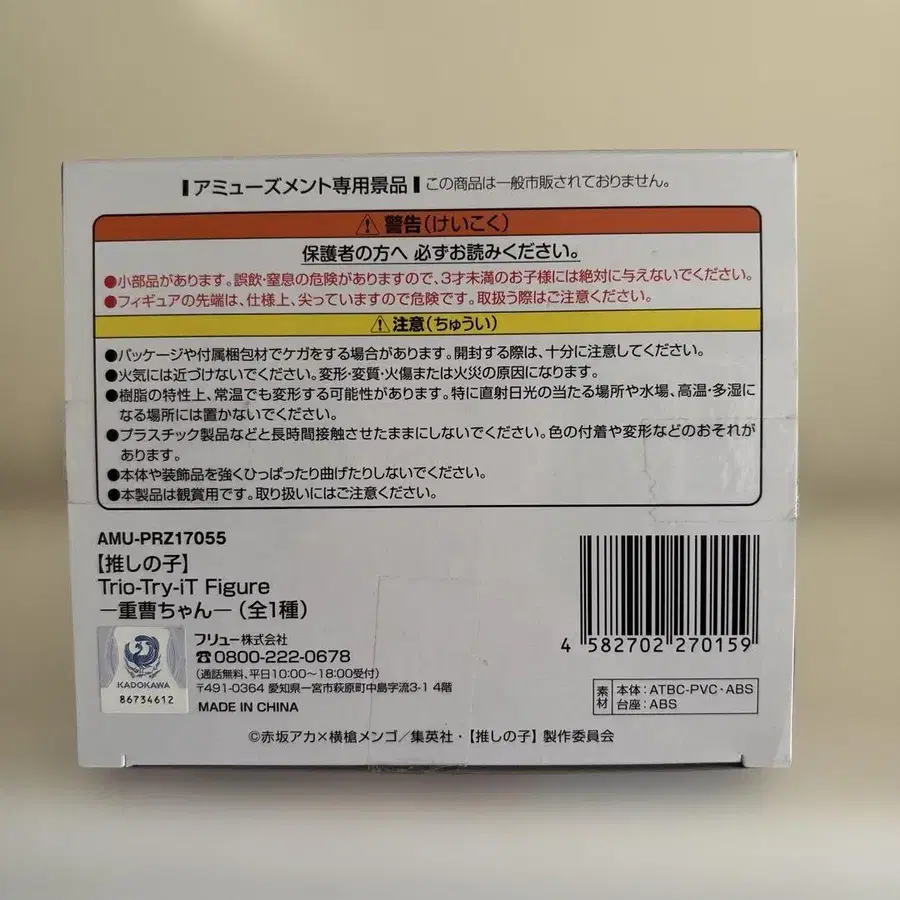 アミューズメント専用景品 この商品は一般市販されておりません。
警告(けいこく)
保護者の方へ 必ずお読みください。
●小部品があります。誤飲・窒息の危険がありますので、3才未満のお子様には絶対に与えないでください。
●フィギュアの先端は、仕様上、尖っていますので危険です。取扱う際はご注意ください。
注意(ちゅうい)
●パッケージや付属梱包材でケガをする場合があります。開封する際は、十分に注意してください。
●火気には近づけないでください。変形・変質・火傷または火災の原因になります。
●樹脂の特性上、常温でも変形する可能性があります。特に直射日光の当たる場所や水場、高温・多湿に
なる場所には置かないでください。
●プラスチック製品などと長時間接触させたままにしないでください。色の付着や変形などのおそれが
あります。
●本体や装飾品を強くひっぱったり曲げたりしないでください。
●本製品は観賞用です。取り扱いにはご注意ください。
AMU-PRZ17055
【推しの子】
Trio-Try-iT Figure
―重曹ちゃん―(全1種)
KADOKAWA
86734612
フリュー株式会社
☎0800-222-0678
(通話無料、平日10:00～18:00受付)
〒491-0364 愛知県一宮市萩原町中島字流3-1 4階
MADE IN CHINA
4 582702 270159
素材
本体:ATBC-PVC・ABS
台座:ABS
©赤坂アカ×横槍メンゴ/集英社・【推しの子】製作委員会